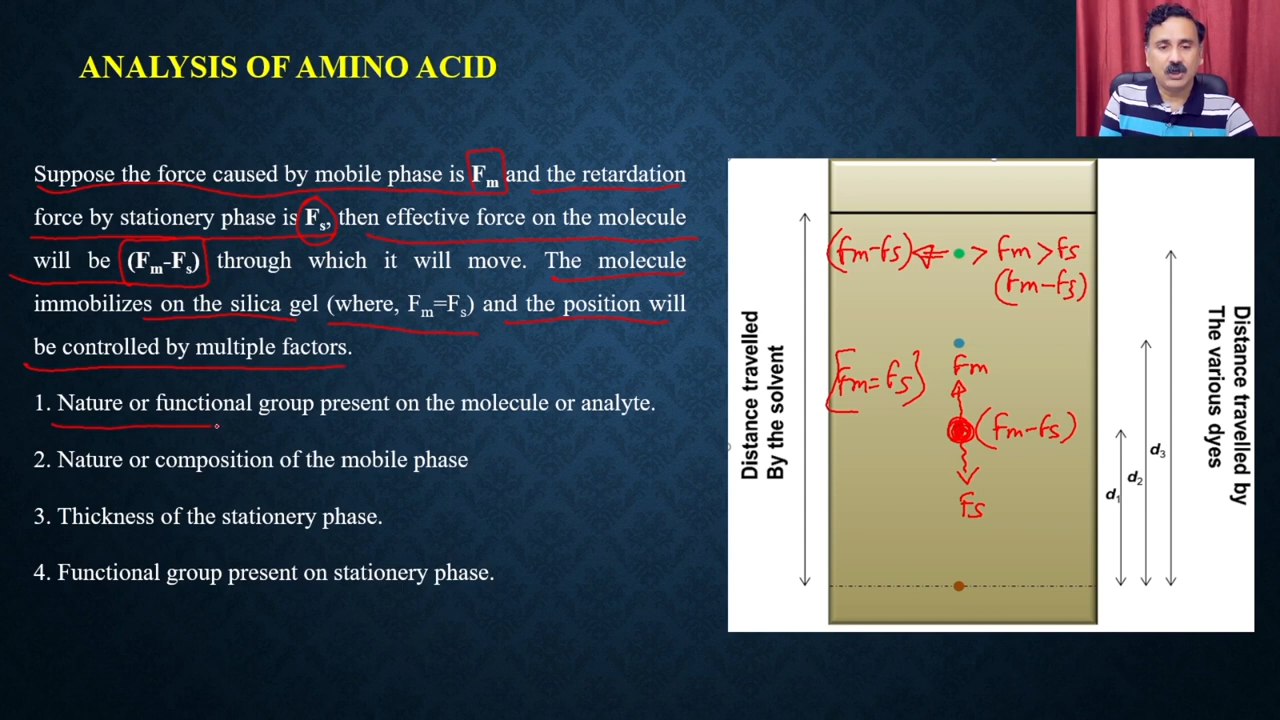 ANALYSIS OF AMINO ACID
Suppose the force caused by mobile phase is Fm and the retardation
force by stationery phase is Fs, then effective force on the molecule
will be (Fm-Fs) through which it will move. The molecule
immobilizes on the silica gel (where, Fm=Fs) and the position will
be controlled by multiple factors.
1. Nature or functional group present on the molecule or analyte.
2. Nature or composition of the mobile phase
3. Thickness of the stationery phase.
4. Functional group present on stationery phase.
Distance travelled
By the solvent
(fm-fs)
fm>fs
(fm-fs)
[fm=fs}
Fm
(fm-fs)
fs
d1
d2
d3
Distance travelled by
The various dyes